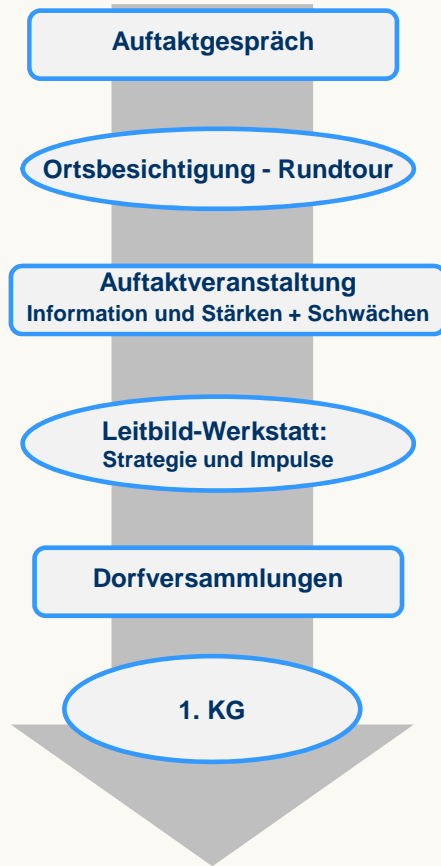 Auftaktgespräch
Ortsbesichtigung - Rundtour
Auftaktveranstaltung
Information und Stärken + Schwächen
Leitbild-Werkstatt:
Strategie und Impulse
Dorfversammlungen
1. KG